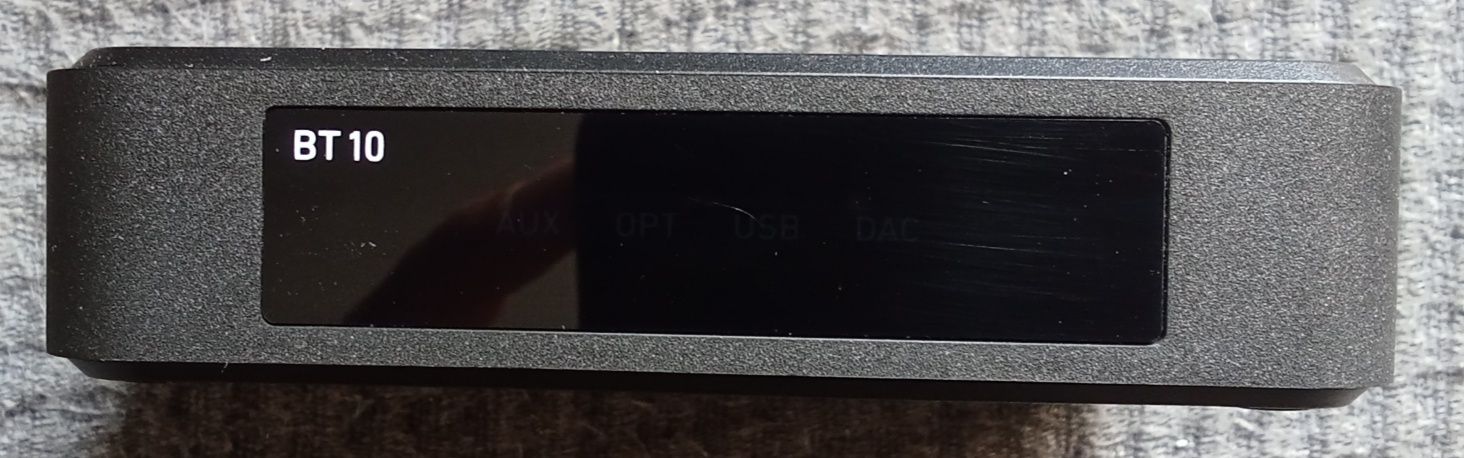 BT 10
AUX OPT USB DAC